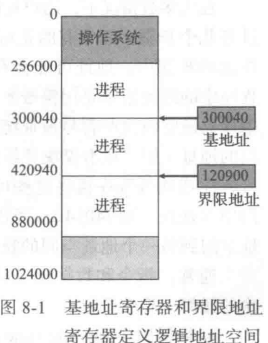 0
操作系统
256000
进程
300040
300040
基地址
进程
420940
120900
界限地址
进程
880000
1024000
图 8-1 基地址寄存器和界限地址
寄存器定义逻辑地址空间